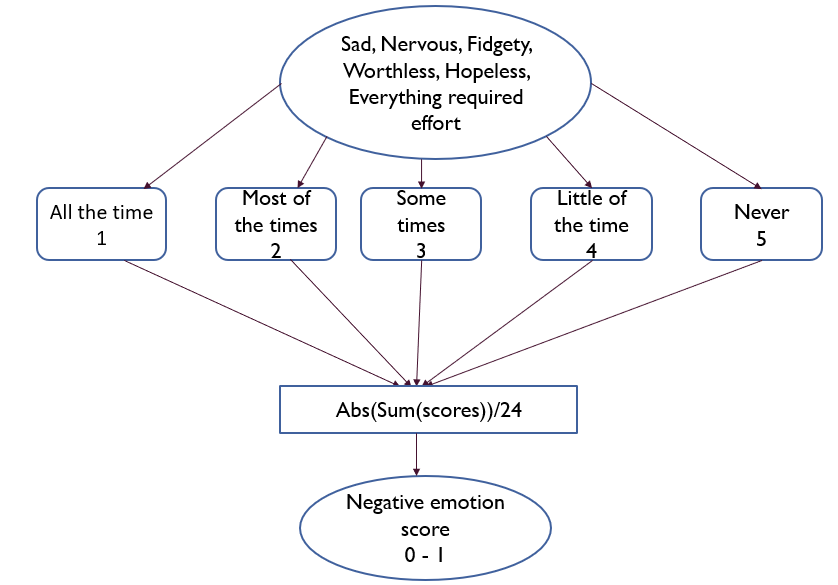 Sad, Nervous, Fidgety,
Worthless, Hopeless,
Everything required
effort
All the time
1
Most of
the times
2
Some
times
3
Little of
the time
4
Never
5
Abs(Sum(scores))/24
Negative emotion
score
0 - 1